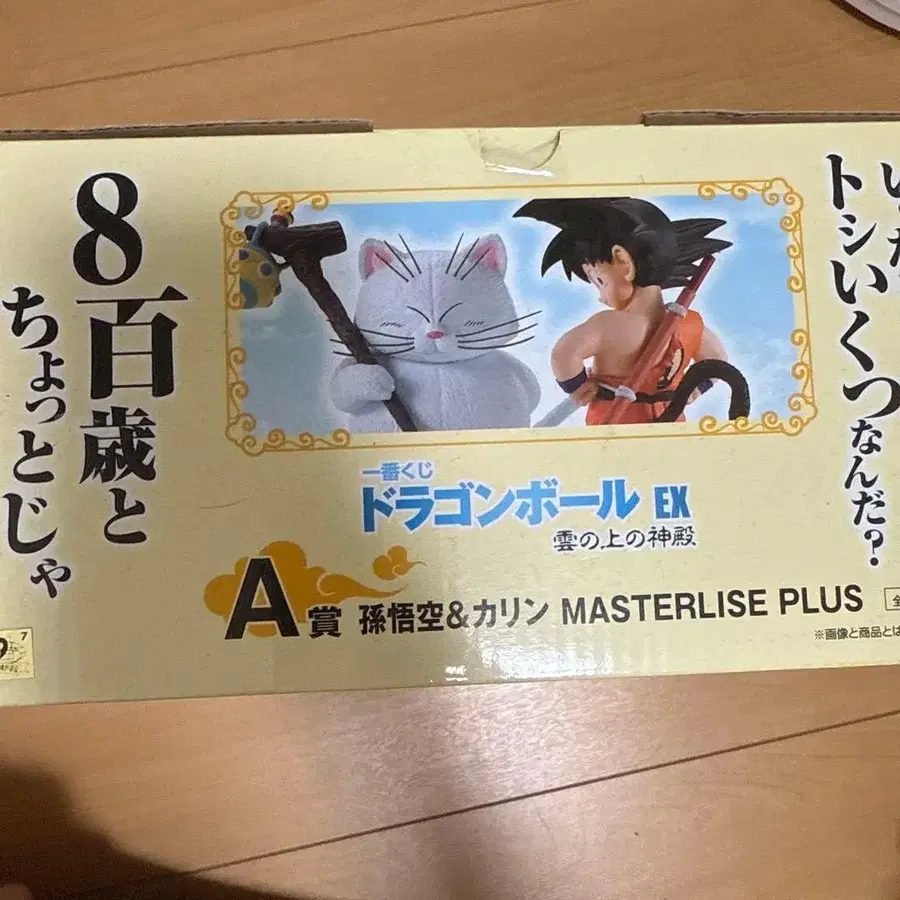 トシいくつなんだ?
8百歳と
ちょっとじゃ
一番くじ
ドラゴンボール EX
雲の上の神殿
A賞 孫悟空&カリン MASTERLISE PLUS 全
※画像と商品とは